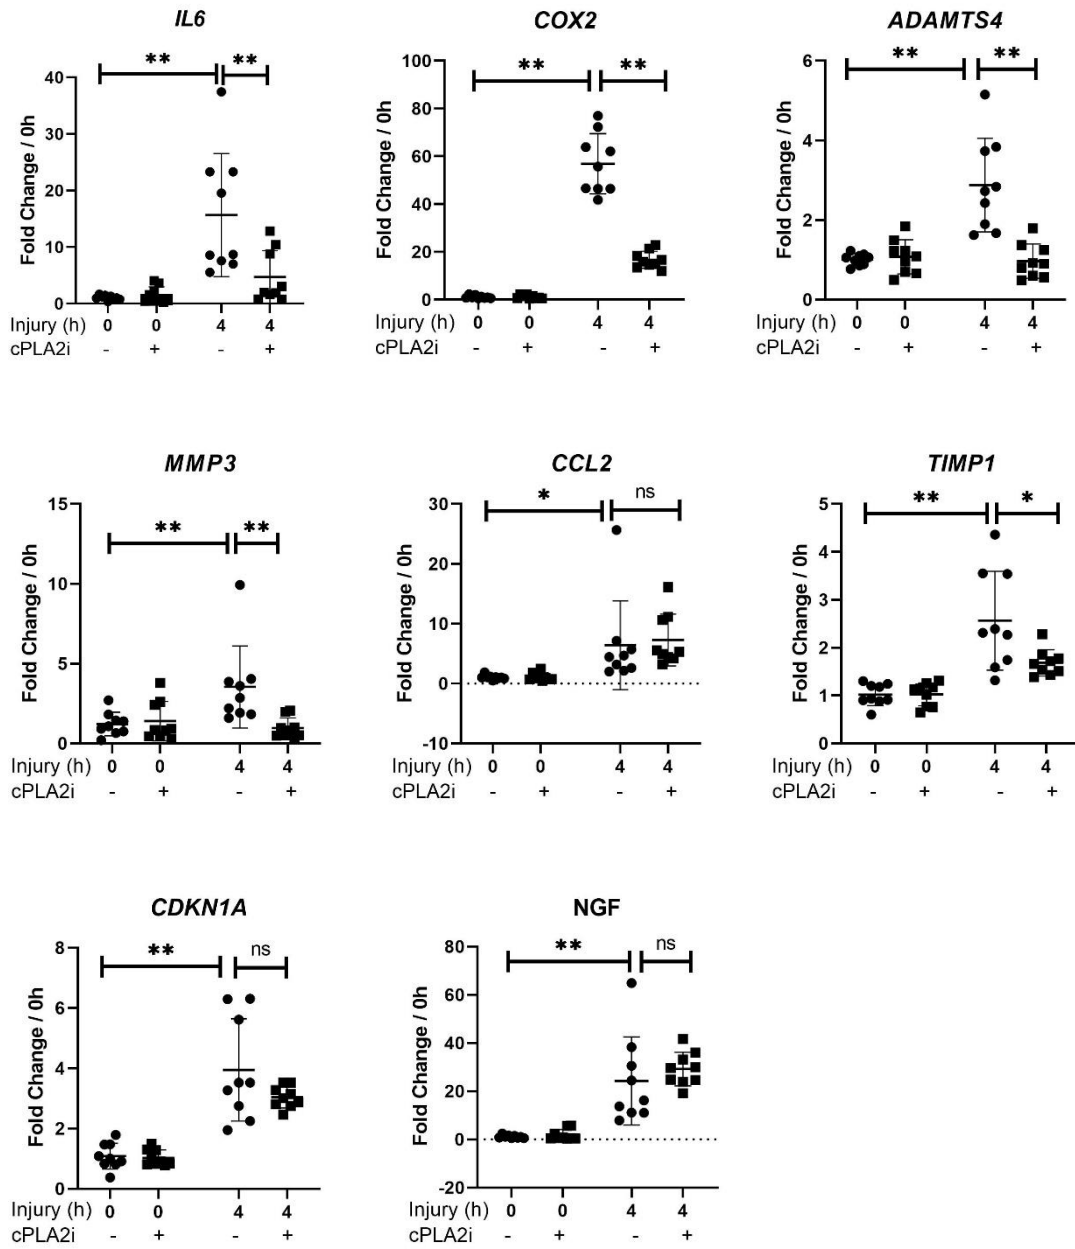 IL6
COX2
ADAMTS4
** **
** **
** **
Fold Change / 0h
40
30
20
10
0
Fold Change / 0h
100
80
60
40
20
0
Fold Change / 0h
6
4
2
0
Injury (h) 0 0 4 4
cPLA2i - + - +
0 0 4 4
- + - +
0 0 4 4
- + - +
MMP3
CCL2
TIMP1
** **
* ns
** *
Fold Change / 0h
15
10
5
0
Fold Change / 0h
30
20
10
0
-10
Fold Change / 0h
5
4
3
2
1
0
Injury (h) 0 0 4 4
cPLA2i - + - +
Injury (h) 0 0 4 4
cPLA2i - + - +
Injury (h) 0 0 4 4
cPLA2i - + - +
CDKN1A
NGF
** ns
** ns
Fold Change / 0h
8
6
4
2
0
Fold Change / 0h
80
60
40
20
0
-20
Injury (h) 0 0 4 4
cPLA2i - + - +
Injury (h) 0 0 4 4
cPLA2i - + - +